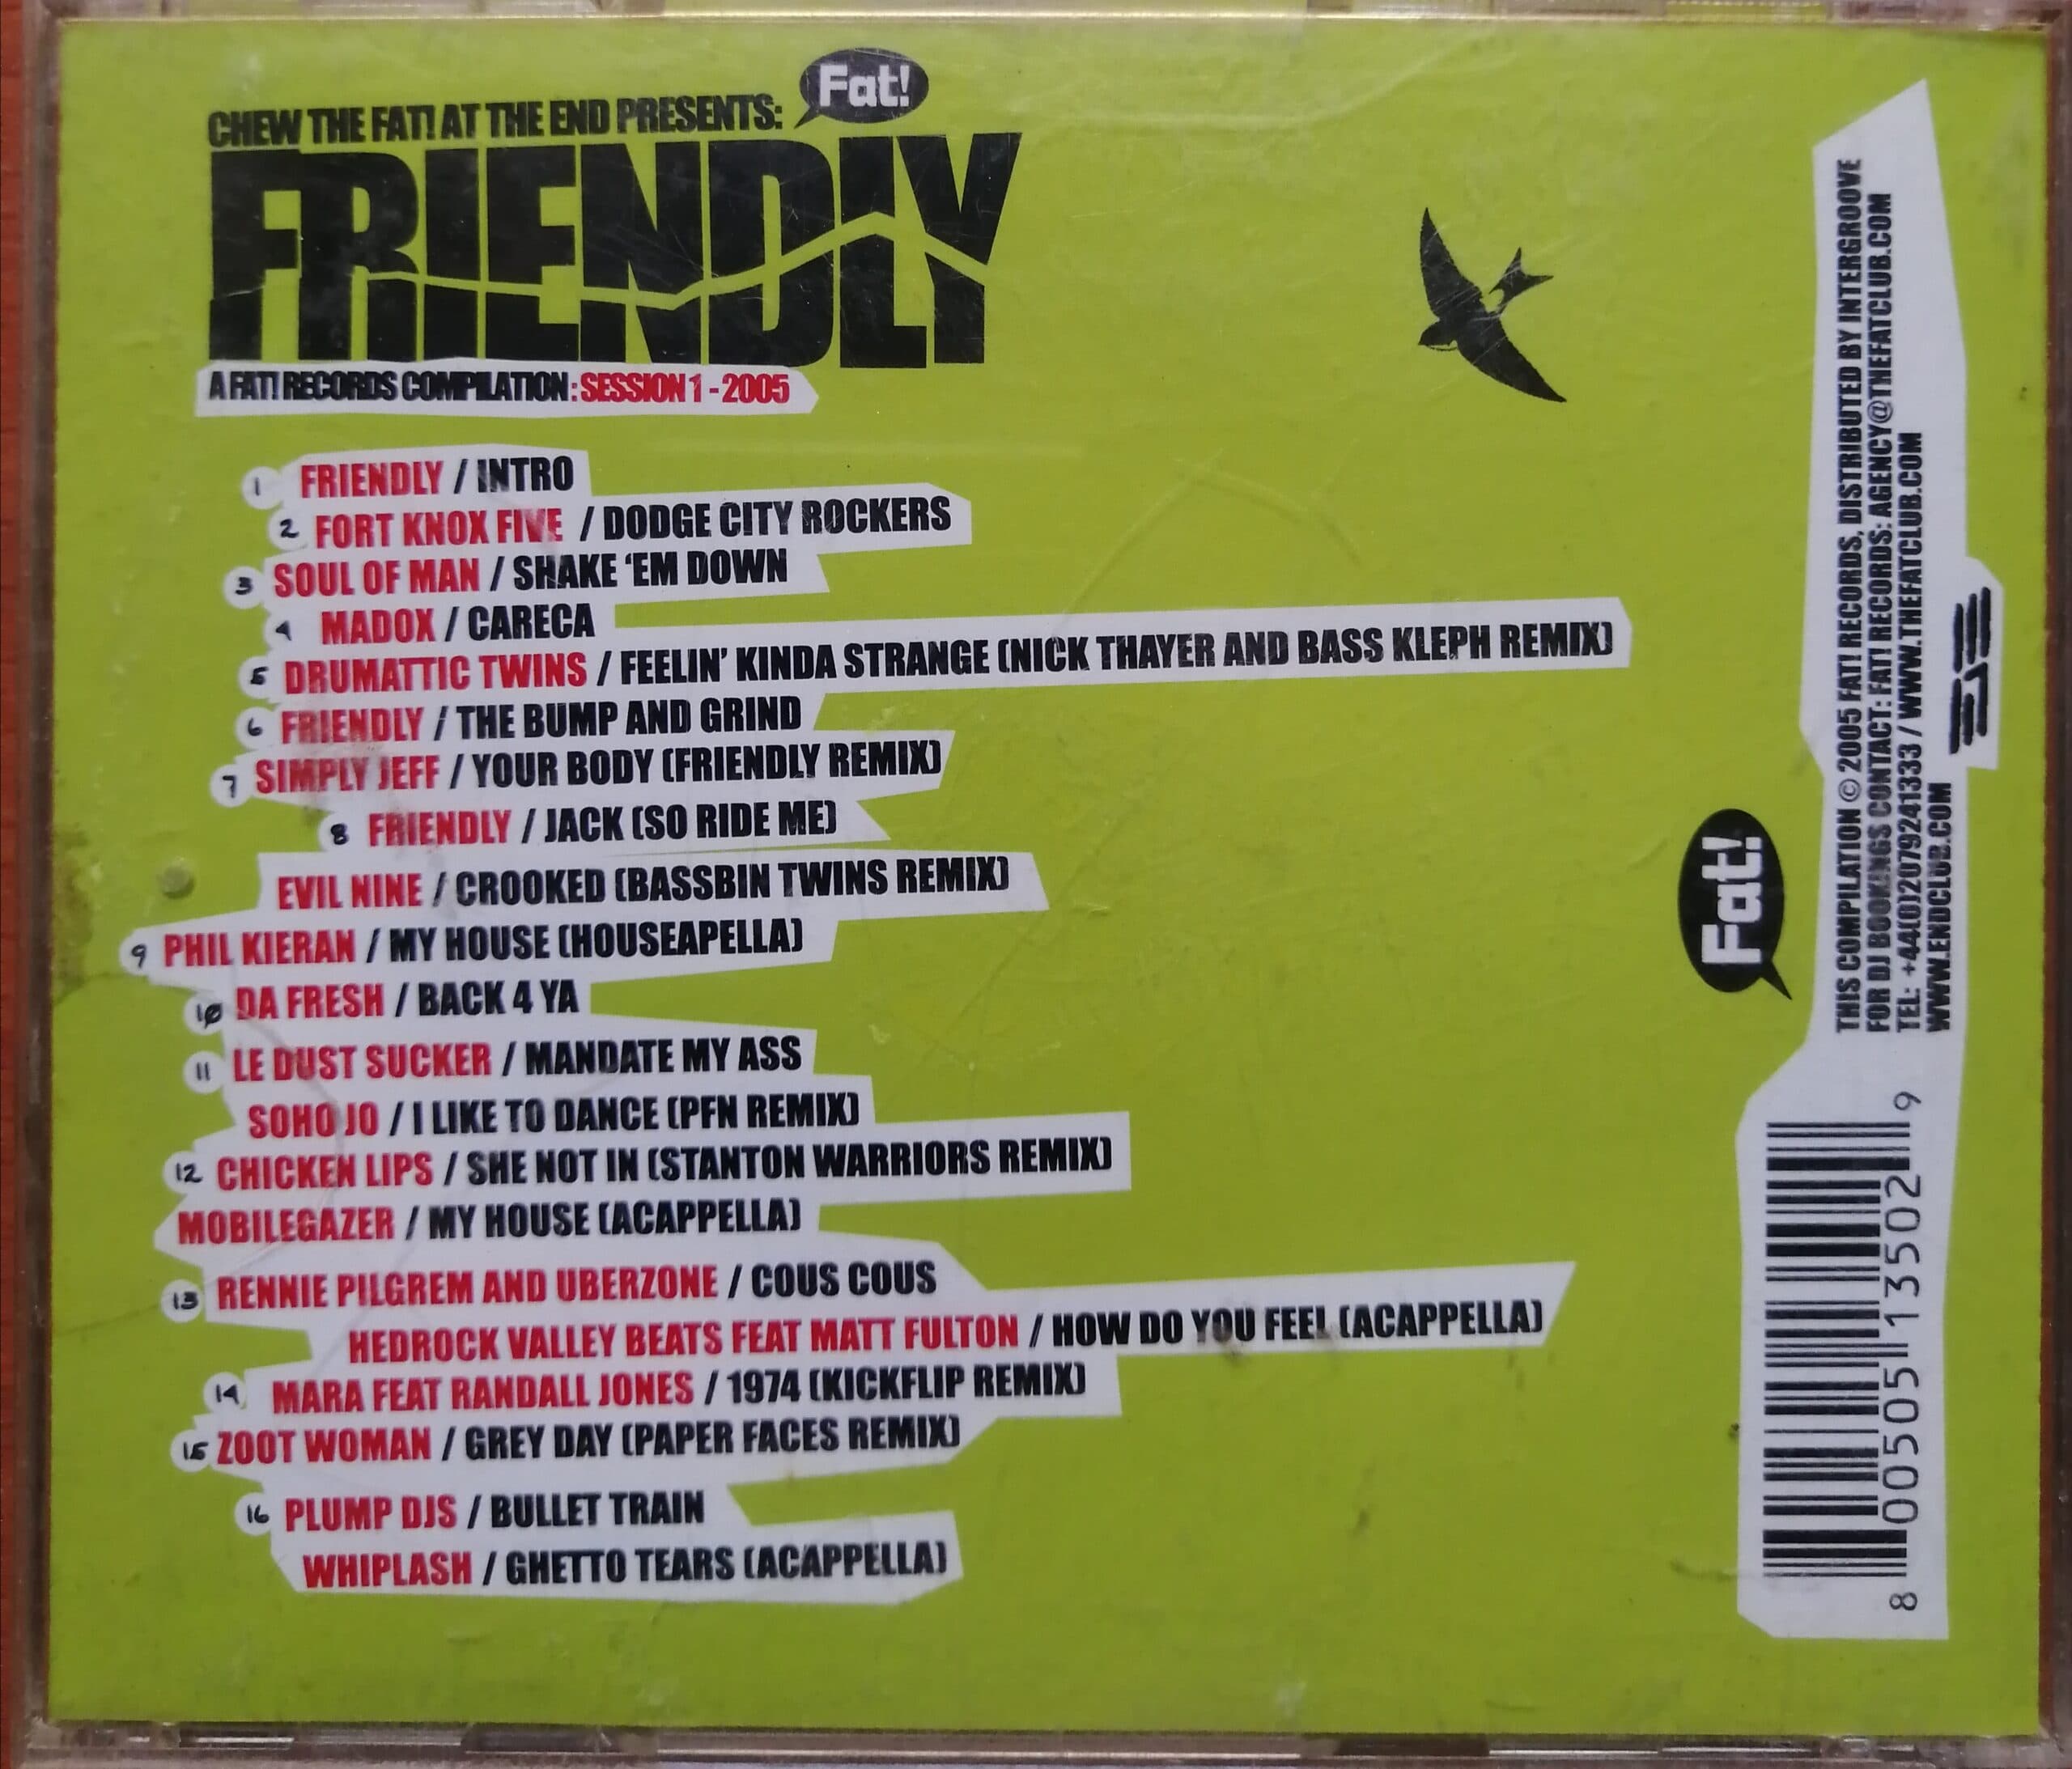 CHEW THE FAT! AT THE END PRESENTS:
Fat!
FRIENDLY
A FAT! RECORDS COMPILATION: SESSION 1 - 2005
1 FRIENDLY / INTRO
2 FORT KNOX FIVE / DODGE CITY ROCKERS
3 SOUL OF MAN / SHAKE ‘EM DOWN
4 MADOX / CARECA
5 DRUMATTIC TWINS / FEELIN’ KINDA STRANGE (NICK THAYER AND BASS KLEPH REMIX)
6 FRIENDLY / THE BUMP AND GRIND
7 SIMPLY JEFF / YOUR BODY (FRIENDLY REMIX)
8 FRIENDLY / JACK (SO RIDE ME)
EVIL NINE / CROOKED (BASSBIN TWINS REMIX)
9 PHIL KIERAN / MY HOUSE (HOUSEAPELLA)
10 DA FRESH / BACK 4 YA
11 LE DUST SUCKER / MANDATE MY ASS
SOHO JO / I LIKE TO DANCE (PFN REMIX)
12 CHICKEN LIPS / SHE NOT IN (STANTON WARRIORS REMIX)
MOBILEGAZER / MY HOUSE (ACAPPELLA)
13 RENNIE PILGREM AND UBERZONE / COUS COUS
HEDROCK VALLEY BEATS FEAT MATT FULTON / HOW DO YOU FEEL (ACAPPELLA)
14 MARA FEAT RANDALL JONES / 1974 (KICKFLIP REMIX)
15 ZOOT WOMAN / GREY DAY (PAPER FACES REMIX)
16 PLUMP DJS / BULLET TRAIN
WHIPLASH / GHETTO TEARS (ACAPPELLA)
Fat!
THIS COMPILATION © 2005 FAT! RECORDS, DISTRIBUTED BY INTERGROOVE
FOR DJ BOOKINGS CONTACT: FAT! RECORDS: AGENCY@THEFATCLUB.COM
TEL: +44(0)2079241333 / WWW.THEFATCLUB.COM
WWW.ENDCLUB.COM
8 00505 13502 9